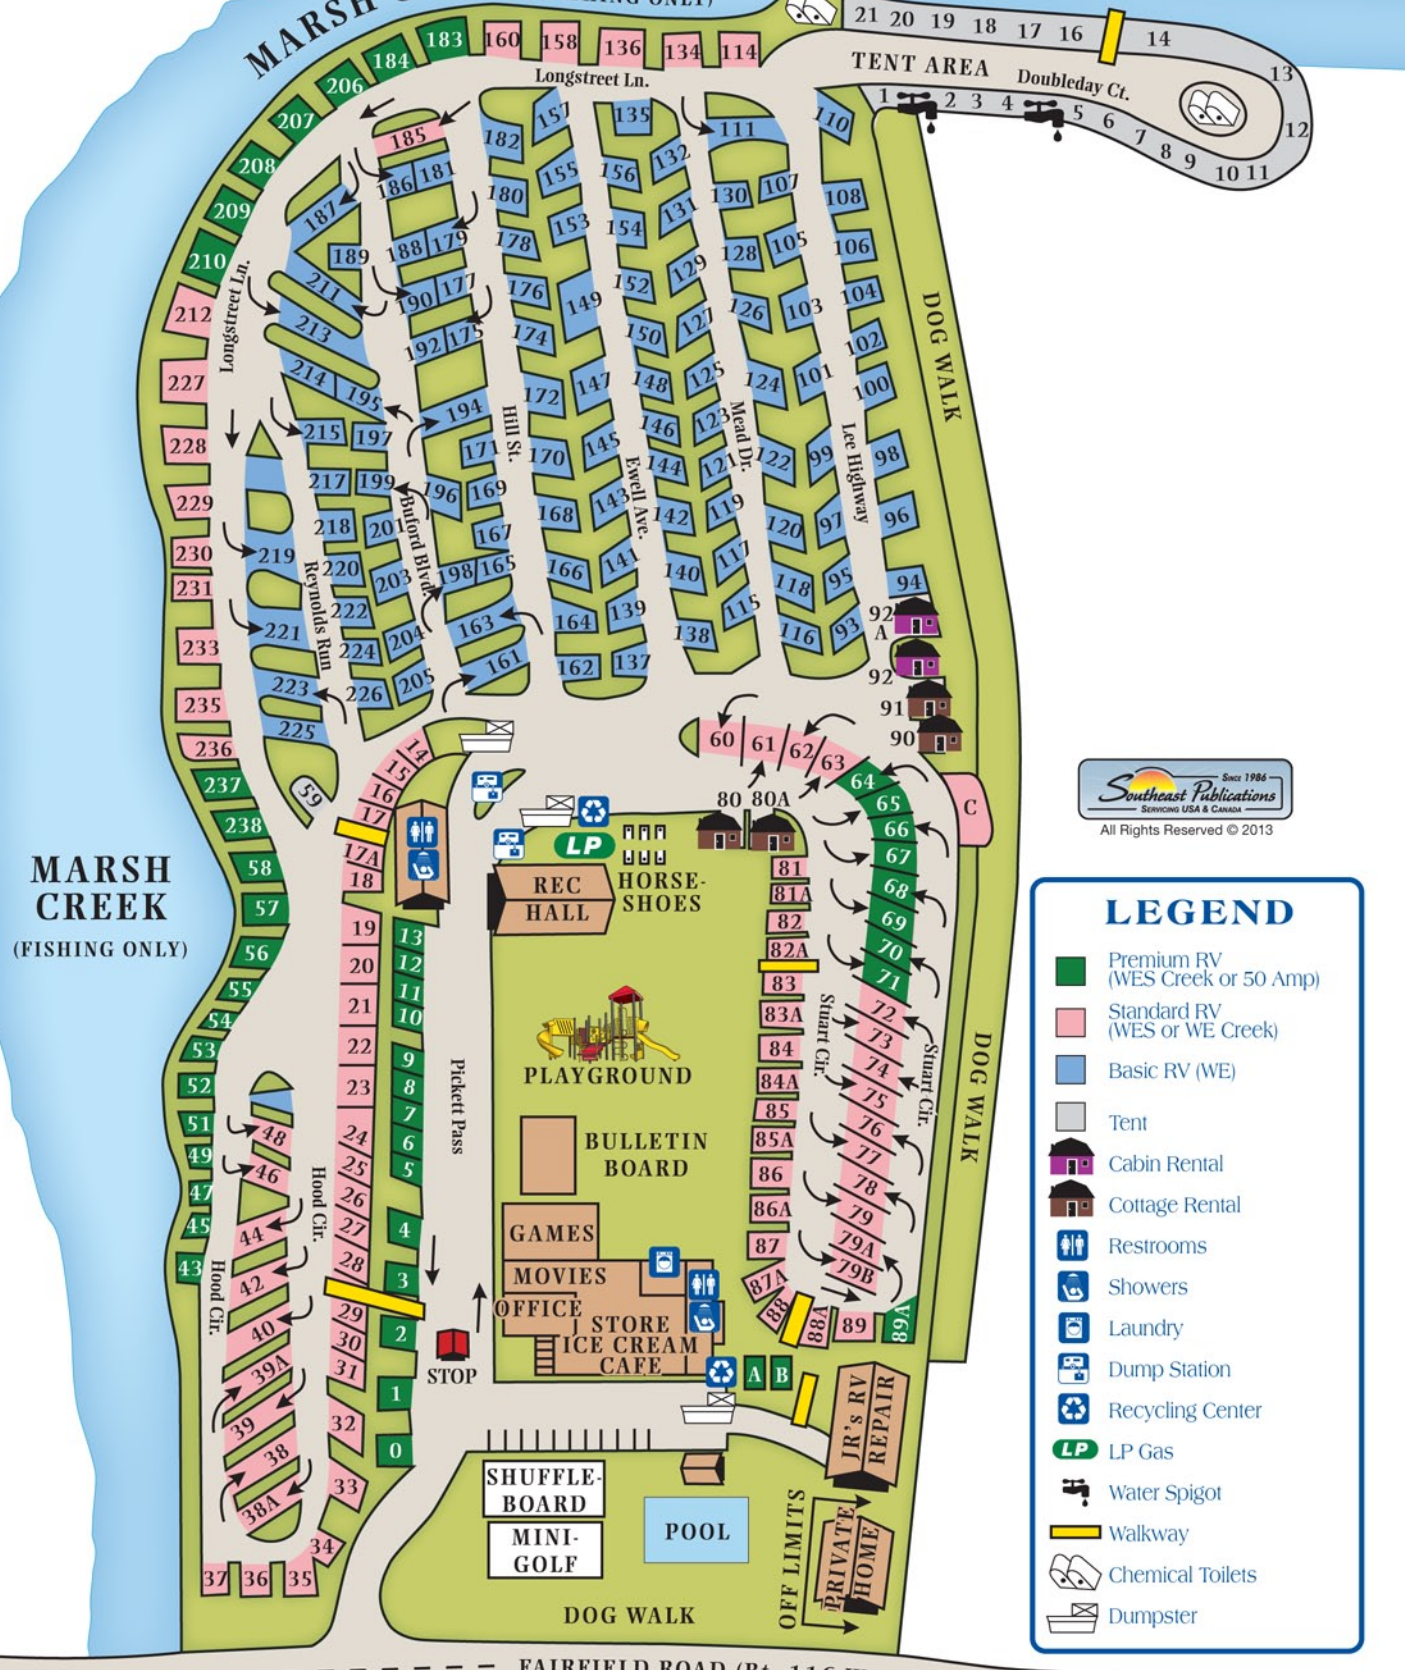 MARSH
183
160
158
136
134
114
184
206
207
208
209
210
212
227
228
229
230
231
233
235
236
237
238
58
57
56
55
54
53
52
51
49
47
45
43
Longstreet Ln.
21 20 19 18 17 16 14
13
12
10 11
TENT AREA
Doubleday Ct.
1 2 3 4 5 6 7 8 9
185
186 181
187
188 179
189
190 177
192 175
211
213
214 195
215 197
217 199
218 201
219
220 203
221
222 204
223
224
225
226 205
194
196
198 165
163
161
171
169
167
182
180
178
176
174
172
170
168
166
164
162
157
155
153
149
147
145
143
141
139
137
135
156
154
152
150
148
146
144
142
140
138
132
131
129
127
125
123
121
119
117
115
111
130
128
126
124
122
120
118
116
107
105
103
101
99
97
95
93
110
108
106
104
102
100
98
96
94
92
A
92
91
90
Longstreet Ln.
Reynolds Run
Buford Blvd.
Hill St.
Ewell Ave.
Mead Dr.
Lee Highway
DOG WALK
59
14
15
16
17
17A
18
19
20
21
22
23
24
25
26
27
28
29
30
31
32
33
34
35
36
37
13
12
11
10
9
8
7
6
5
4
3
2
1
0
48
46
44
42
40
39A
39
38
38A
Hood Cir.
Hood Cir.
Pickett Pass
STOP
MARSH
CREEK
(FISHING ONLY)
LP
REC
HALL
HORSE-
SHOES
PLAYGROUND
BULLETIN
BOARD
GAMES
MOVIES
OFFICE
STORE
ICE CREAM
CAFE
60 61 62 63
64
65
66
67
68
69
70
71
72
73
74
75
76
77
78
79
79A
79B
80 80A
81
81A
82
82A
83
83A
84
84A
85
85A
86
86A
87
87A
88
88A
89
89A
A B
C
Stuart Cir.
Stuart Cir.
DOG WALK
JR's RV
REPAIR
SHUFFLE-
BOARD
MINI-
GOLF
POOL
OFF LIMITS
PRIVATE
HOME
DOG WALK
Since 1986
Southeast Publications
Servicing USA & Canada
All Rights Reserved © 2013
LEGEND
Premium RV
(WES Creek or 50 Amp)
Standard RV
(WES or WE Creek)
Basic RV (WE)
Tent
Cabin Rental
Cottage Rental
Restrooms
Showers
Laundry
Dump Station
Recycling Center
LP
LP Gas
Water Spigot
Walkway
Chemical Toilets
Dumpster
FAIRFIELD ROAD